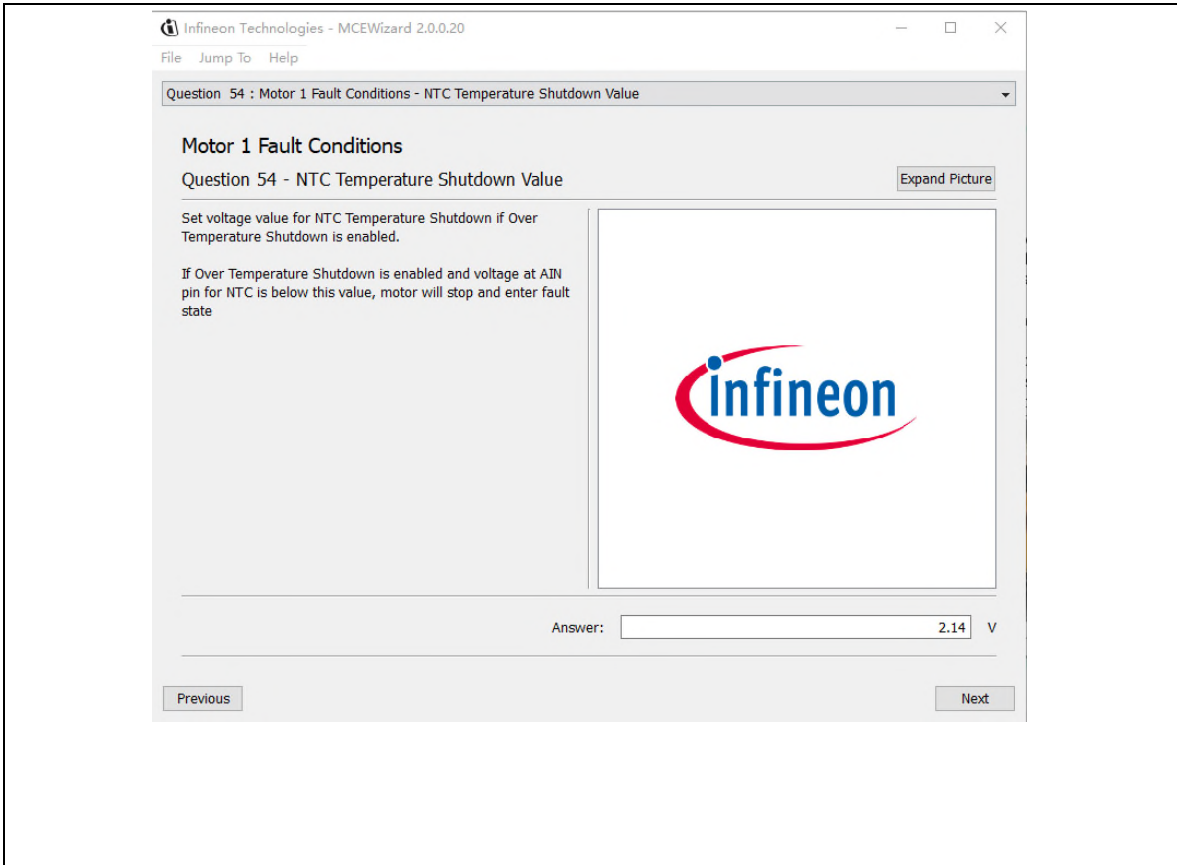 Infineon Technologies - MCEWizard 2.0.0.20
File Jump To Help
Question 54 : Motor 1 Fault Conditions - NTC Temperature Shutdown Value
Motor 1 Fault Conditions
Question 54 - NTC Temperature Shutdown Value
Expand Picture
Set voltage value for NTC Temperature Shutdown if Over
Temperature Shutdown is enabled.
If Over Temperature Shutdown is enabled and voltage at AIN
pin for NTC is below this value, motor will stop and enter fault
state
infineon
Answer: 2.14 V
Previous Next